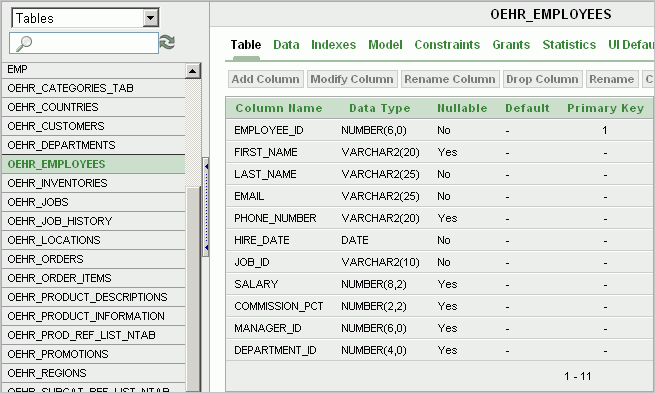 Tables
EMP
OEHR_CATEGORIES_TAB
OEHR_COUNTRIES
OEHR_CUSTOMERS
OEHR_DEPARTMENTS
OEHR_EMPLOYEES
OEHR_INVENTORIES
OEHR_JOBS
OEHR_JOB_HISTORY
OEHR_LOCATIONS
OEHR_ORDERS
OEHR_ORDER_ITEMS
OEHR_PRODUCT_DESCRIPTIONS
OEHR_PRODUCT_INFORMATION
OEHR_PROD_REF_LIST_NTAB
OEHR_PROMOTIONS
OEHR_REGIONS
OEHR_SUBCAT_REF_LIST_NTAB
OEHR_EMPLOYEES
Table Data Indexes Model Constraints Grants Statistics UI Defau
Add Column Modify Column Rename Column Drop Column Rename C
Column Name Data Type Nullable Default Primary Key
EMPLOYEE_ID NUMBER(6,0) No - 1
FIRST_NAME VARCHAR2(20) Yes - -
LAST_NAME VARCHAR2(25) No - -
EMAIL VARCHAR2(25) No - -
PHONE_NUMBER VARCHAR2(20) Yes - -
HIRE_DATE DATE No - -
JOB_ID VARCHAR2(10) No - -
SALARY NUMBER(8,2) Yes - -
COMMISSION_PCT NUMBER(2,2) Yes - -
MANAGER_ID NUMBER(6,0) Yes - -
DEPARTMENT_ID NUMBER(4,0) Yes - -
1 - 11